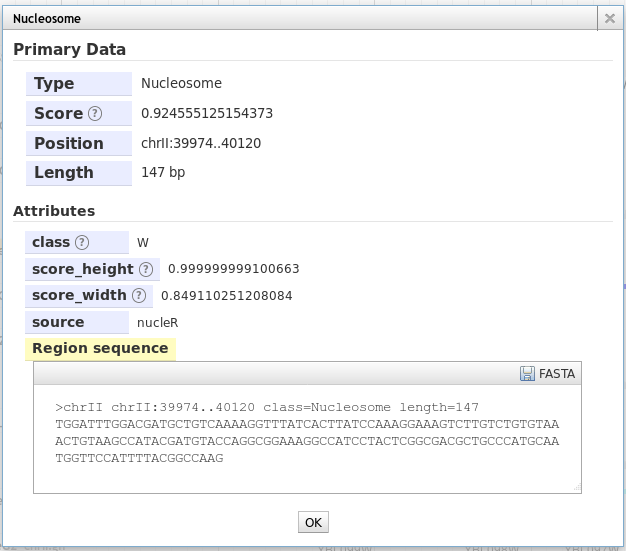 Nucleosome
Primary Data
Type Nucleosome
Score ? 0.924555125154373
Position chrII:39974..40120
Length 147 bp
Attributes
class ? W
score_height ? 0.999999999100663
score_width ? 0.849110251208084
source nucleR
Region sequence
FASTA
>chrII chrII:39974..40120 class=Nucleosome length=147
TGGATTTGGACGATGCTGTCAAAAGGTTTATCACTTATCCAAAGGAAAGTCTTGTCTGTGTAA
ACTGTAAGCCATACGATGTACCAGGCGGAAAGGCCATCCTACTCGGCGACGCTGCCCATGCAA
TGGTTCCATTTTACGGCCAAG
OK